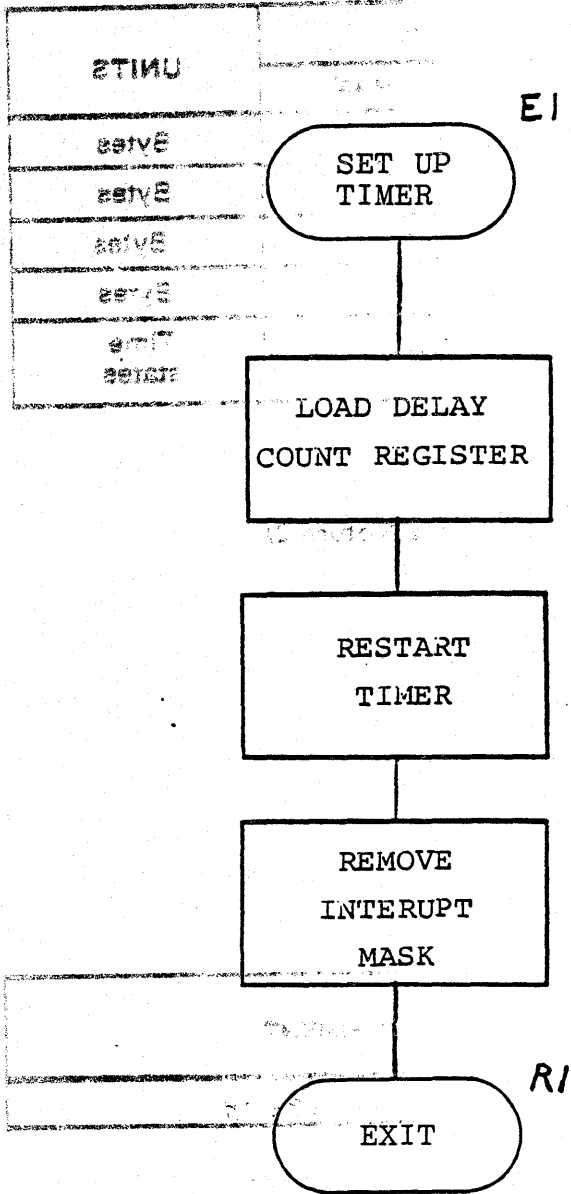 UNITS
Bytes
Bytes
Bytes
Bytes
Time
states
E1
SET UP
TIMER
LOAD DELAY
COUNT REGISTER
RESTART
TIMER
REMOVE
INTERUPT
MASK
R1
EXIT